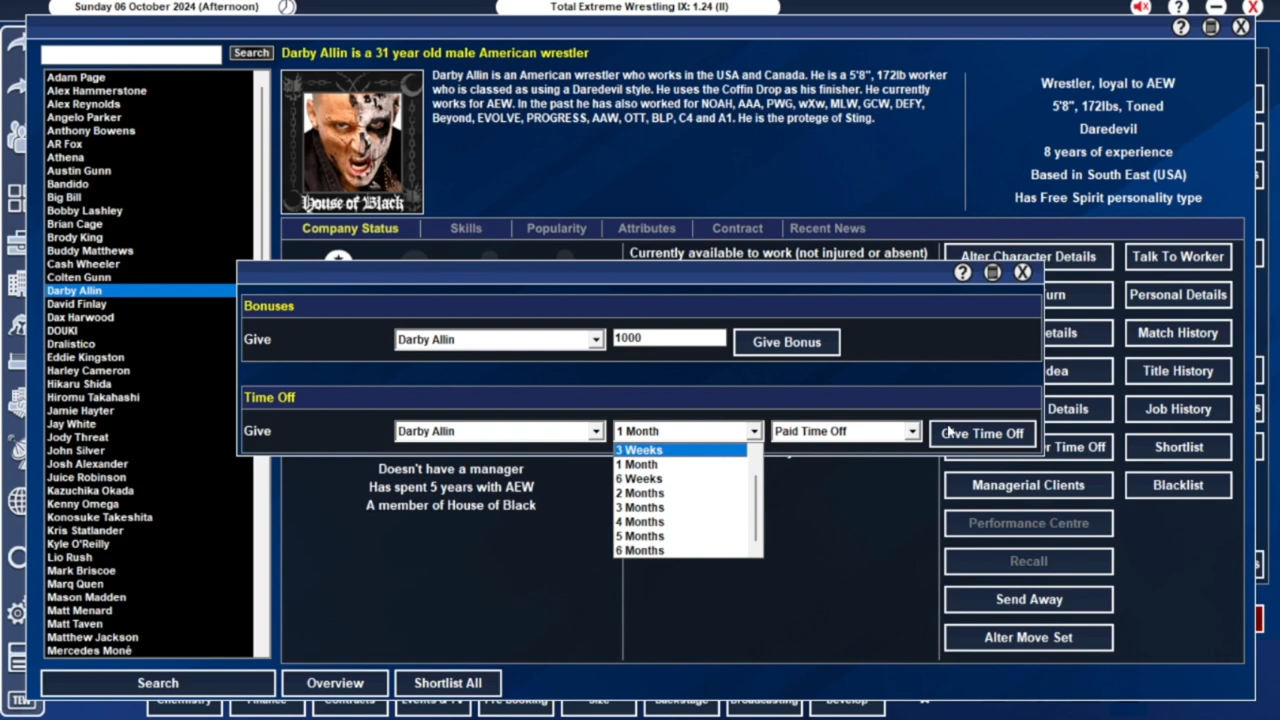 Sunday 06 October 2024 (Afternoon)
Total Extreme Wrestling IX: 1.24 (II)
Search
Darby Allin is a 31 year old male American wrestler
Adam Page
Alex Hammerstone
Alex Reynolds
Angelo Parker
Anthony Bowens
AR Fox
Athena
Austin Gunn
Bandido
Big Bill
Bobby Lashley
Brian Cage
Brody King
Buddy Matthews
Cash Wheeler
Colten Gunn
Darby Allin
David Finlay
Dax Harwood
DOUKI
Dralistico
Eddie Kingston
Harley Cameron
Hikaru Shida
Hiromu Takahashi
Jamie Hayter
Jay White
Jody Threat
John Silver
Josh Alexander
Juice Robinson
Kazuchika Okada
Kenny Omega
Konosuke Takeshita
Kris Statlander
Kyle O'Reilly
Lio Rush
Mark Briscoe
Marq Quen
Mason Madden
Matt Menard
Matt Taven
Matthew Jackson
Mercedes Moné
House of Black
Darby Allin is an American wrestler who works in the USA and Canada. He is a 5'8", 172lb worker
who is classed as using a Daredevil style. He uses the Coffin Drop as his finisher. He currently
works for AEW. In the past he has also worked for NOAH, AAA, PWG, wXw, MLW, GCW, DEFY,
Beyond, EVOLVE, PROGRESS, AAW, OTT, BLP, C4 and A1. He is the protege of Sting.
Wrestler, loyal to AEW
5'8", 172lbs, Toned
Daredevil
8 years of experience
Based in South East (USA)
Has Free Spirit personality type
Company Status
Skills
Popularity
Attributes
Contract
Recent News
Currently available to work (not injured or absent)
Alter Character Details
Talk To Worker
urn
Personal Details
etails
Match History
dea
Title History
Details
Job History
r Time Off
Shortlist
Managerial Clients
Blacklist
Performance Centre
Recall
Send Away
Alter Move Set
Bonuses
Give
Darby Allin
1000
Give Bonus
Time Off
Give
Darby Allin
1 Month
Paid Time Off
Give Time Off
3 Weeks
1 Month
6 Weeks
2 Months
3 Months
4 Months
5 Months
6 Months
Doesn't have a manager
Has spent 5 years with AEW
A member of House of Black
Search
Overview
Shortlist All
TEW